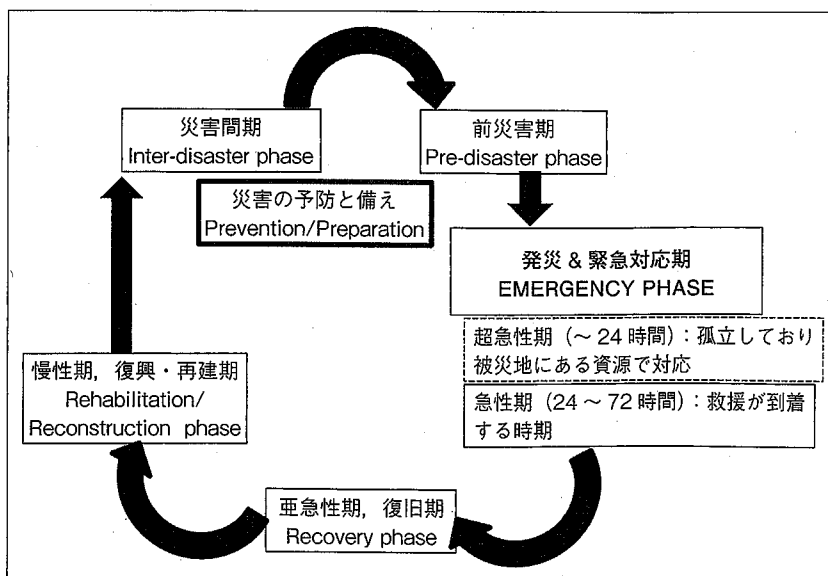 災害間期
Inter-disaster phase
前災害期
Pre-disaster phase
災害の予防と備え
Prevention/Preparation
発災 & 緊急対応期
EMERGENCY PHASE
超急性期（～ 24 時間）：孤立しており
被災地にある資源で対応
急性期（24 ～ 72 時間）：救援が到着
する時期
慢性期，復興・再建期
Rehabilitation/
Reconstruction phase
亜急性期，復旧期
Recovery phase